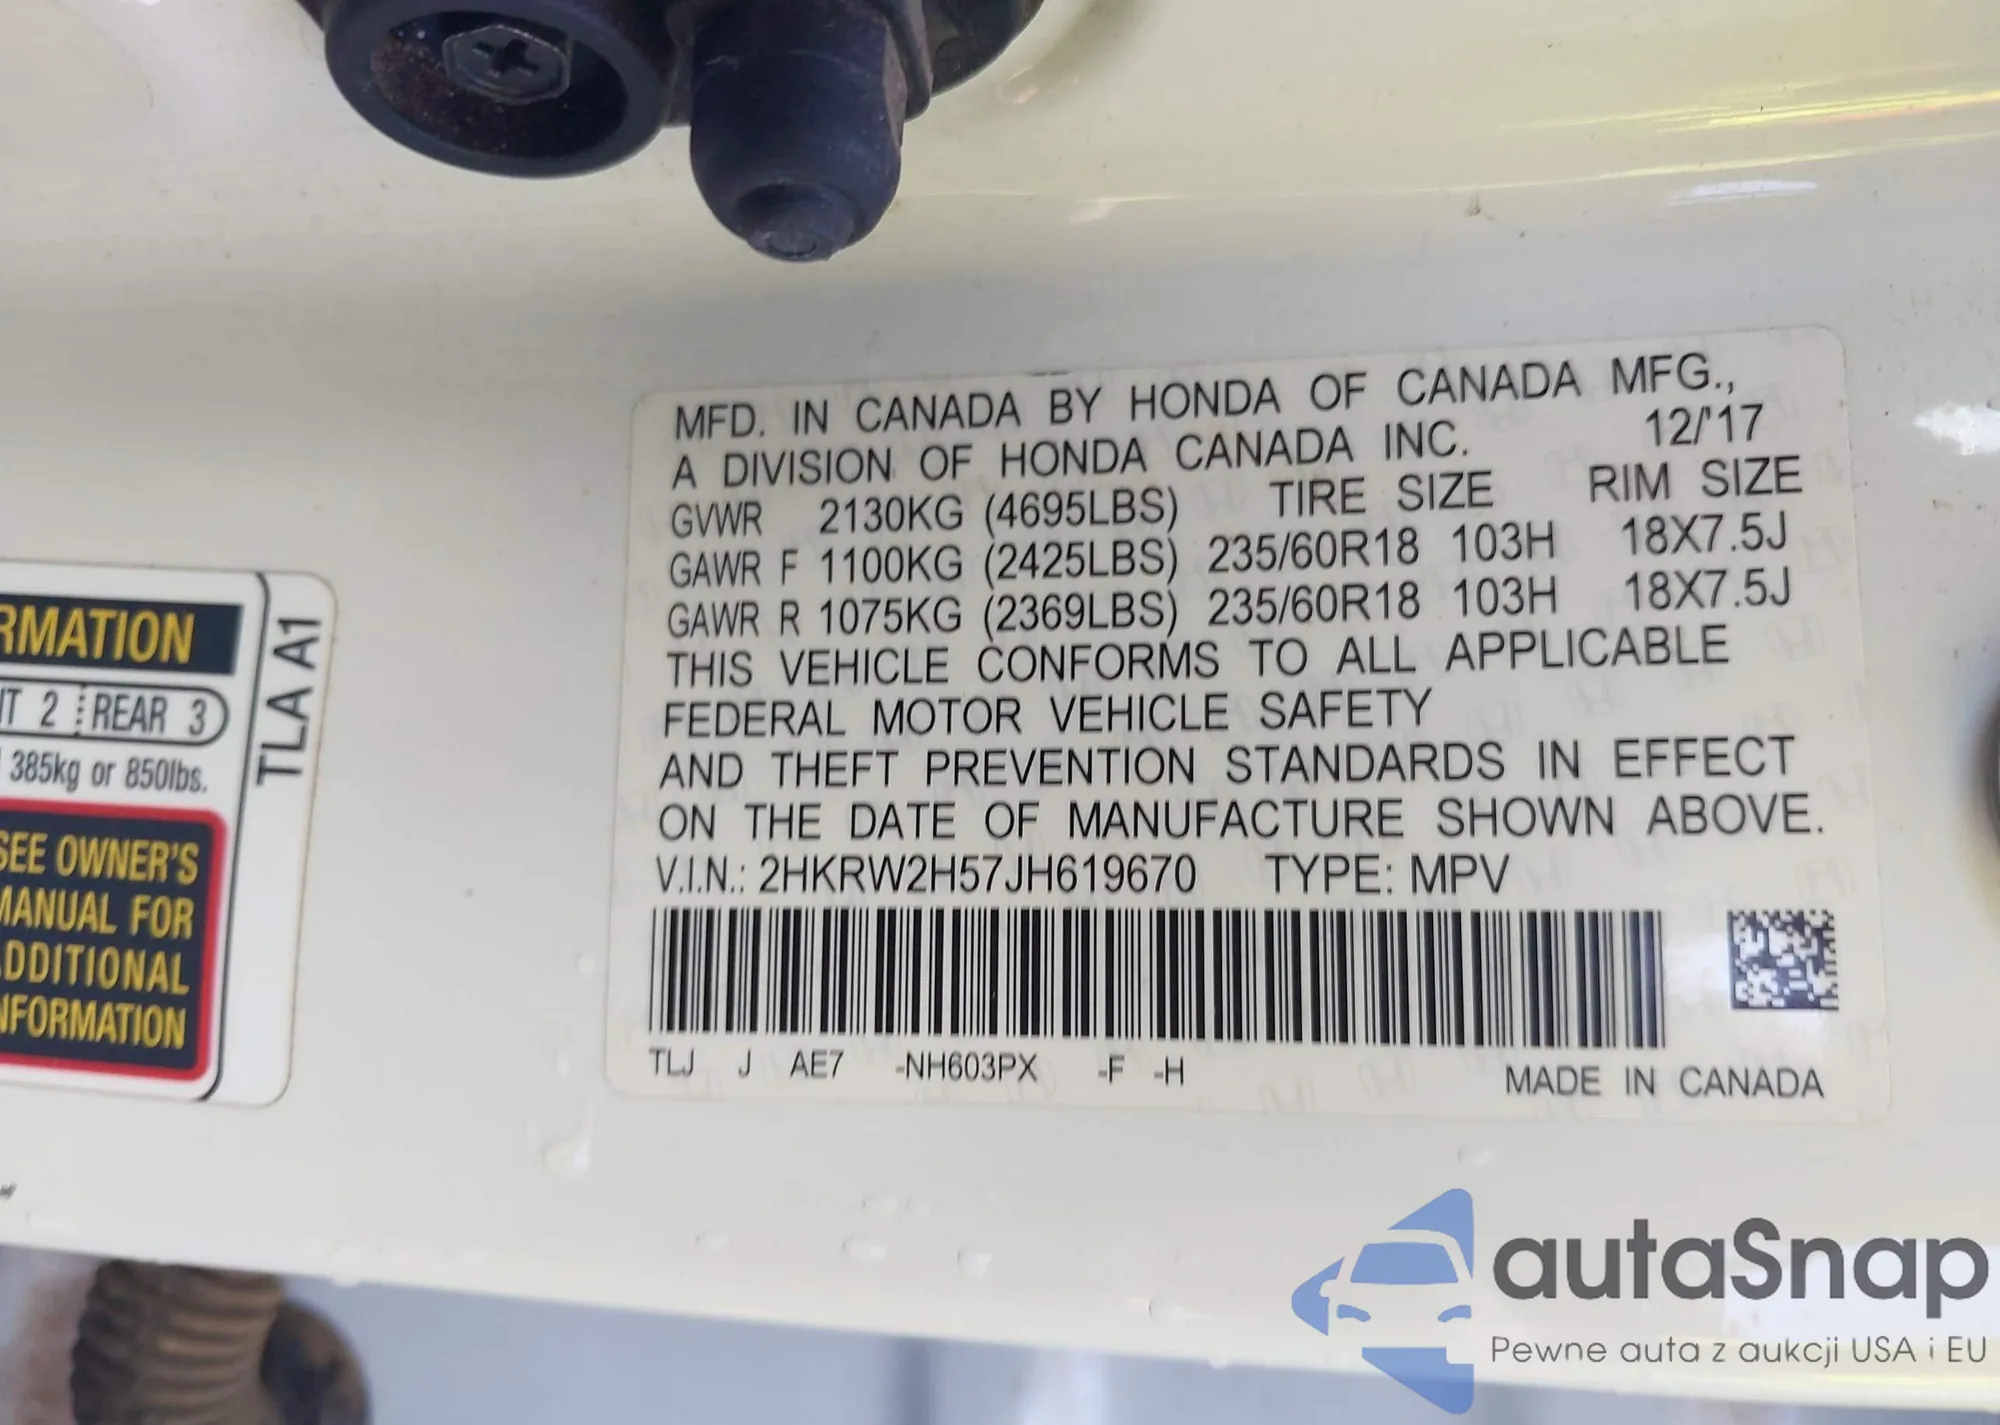 MFD. IN CANADA BY HONDA OF CANADA MFG.,
A DIVISION OF HONDA CANADA INC. 12/'17
GVWR 2130KG (4695LBS) TIRE SIZE RIM SIZE
GAWR F 1100KG (2425LBS) 235/60R18 103H 18X7.5J
GAWR R 1075KG (2369LBS) 235/60R18 103H 18X7.5J
THIS VEHICLE CONFORMS TO ALL APPLICABLE
FEDERAL MOTOR VEHICLE SAFETY
AND THEFT PREVENTION STANDARDS IN EFFECT
ON THE DATE OF MANUFACTURE SHOWN ABOVE.
V.I.N.: 2HKRW2H57JH619670 TYPE: MPV
TLJ J AE7 -NH603PX -F -H
MADE IN CANADA
RMATION
IT 2 REAR 3
385kg or 850lbs.
SEE OWNER'S
MANUAL FOR
ADDITIONAL
INFORMATION
TLA A1
autaSnap
Pewne auta z aukcji USA i EU